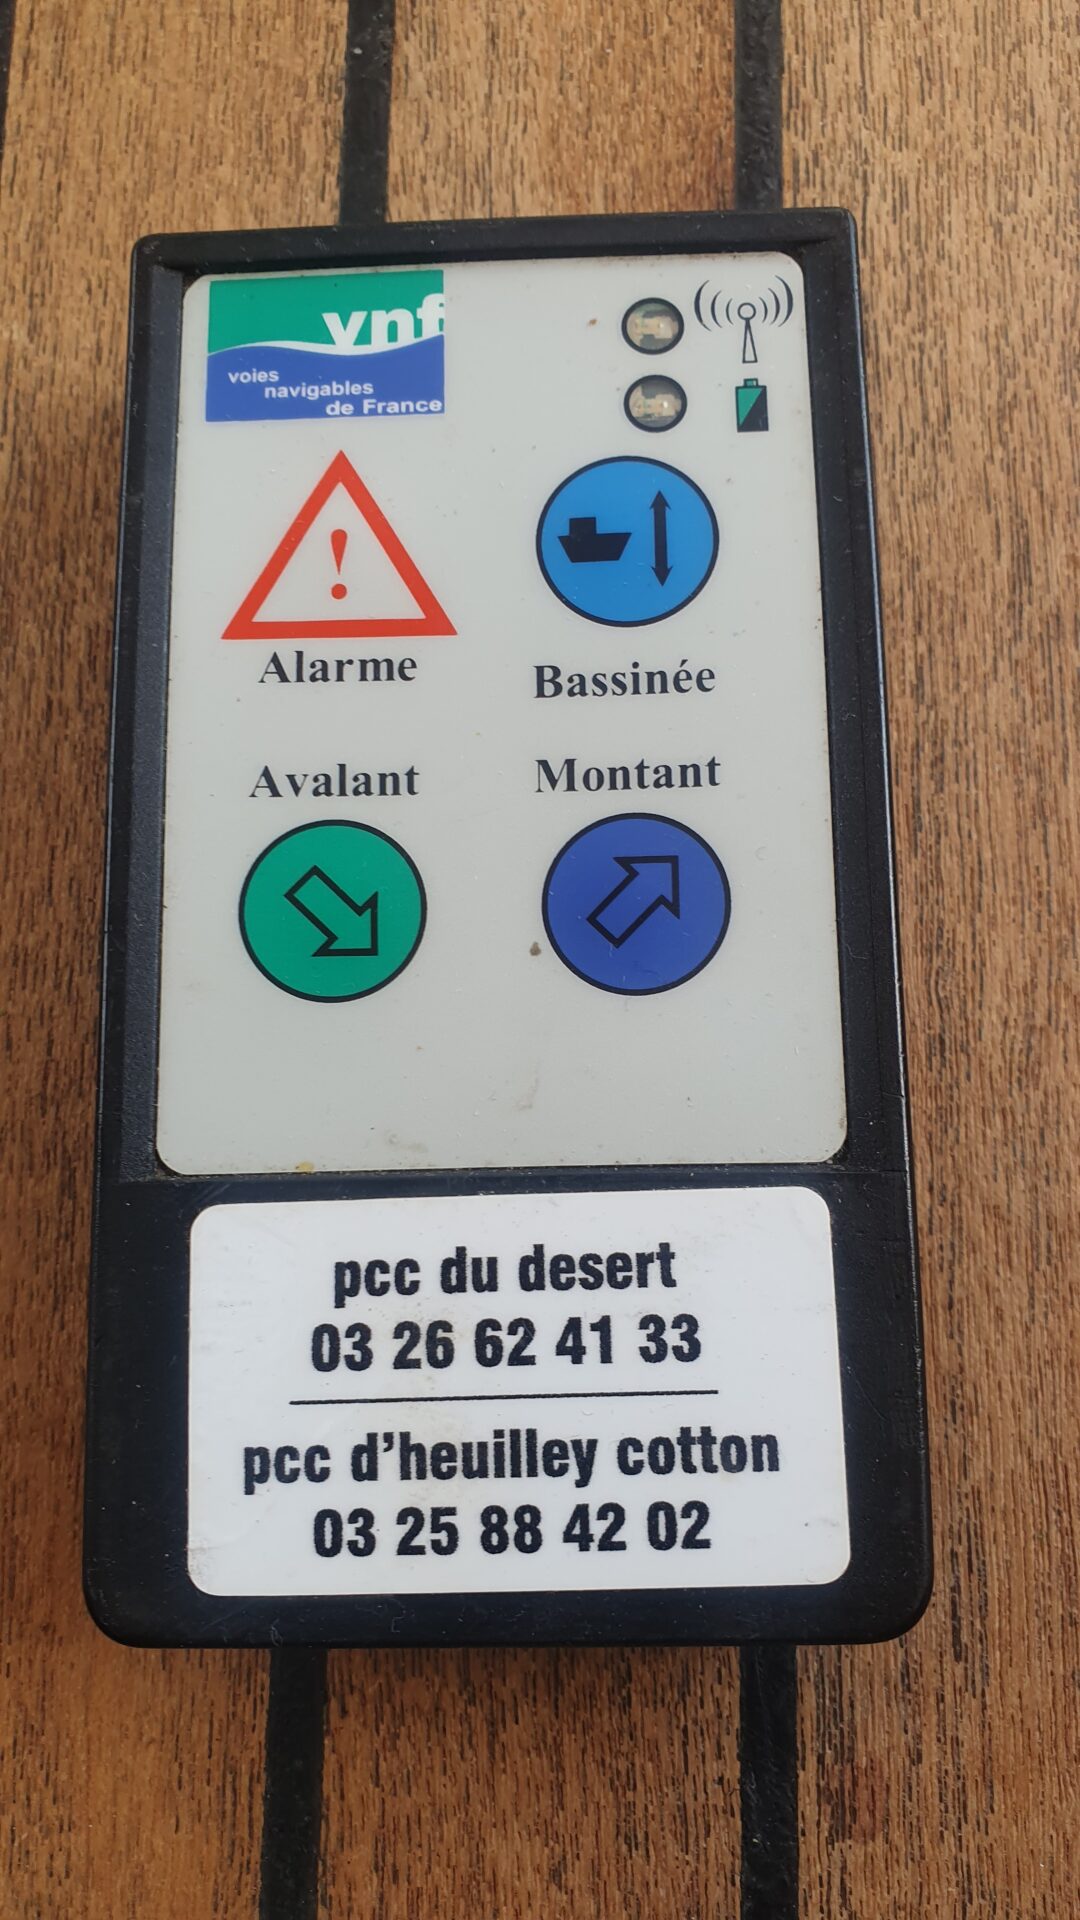 vnf
voies
navigables
de France
!
Alarme
Bassinée
Avalant
Montant
pcc du desert
03 26 62 41 33
pcc d'heuilley cotton
03 25 88 42 02